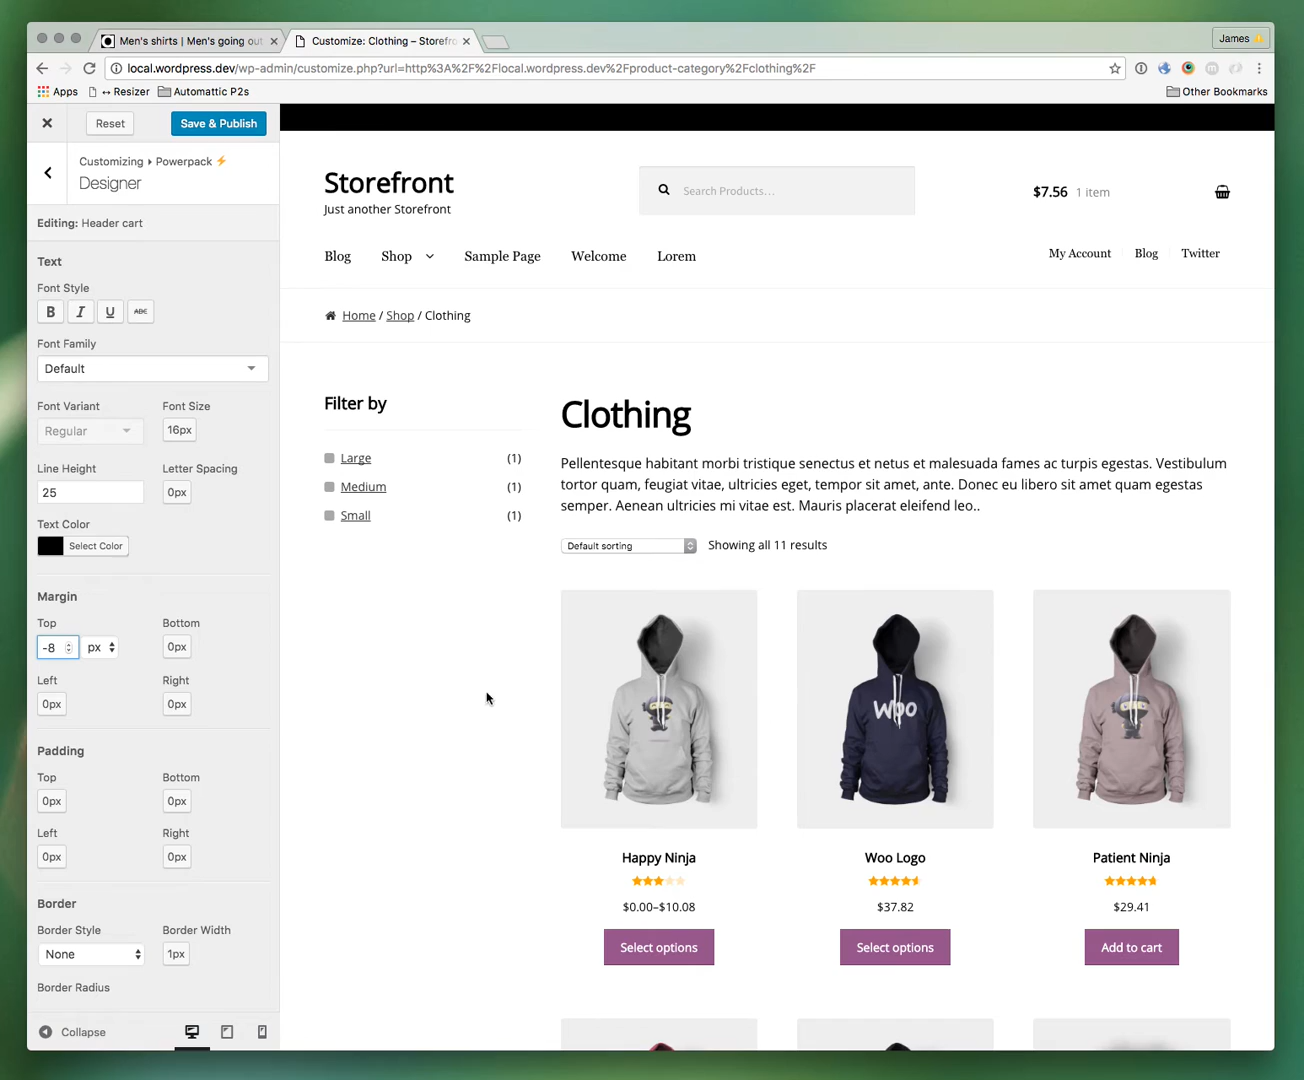 Men's shirts | Men's going out
Customize: Clothing – Storefro
James
local.wordpress.dev/wp-admin/customize.php?url=http%3A%2F%2Flocal.wordpress.dev%2Fproduct-category%2Fclothing%2F
Apps
↔ Resizer
Automattic P2s
Other Bookmarks
Reset
Save & Publish
Customizing ▸ Powerpack ⚡
Designer
Editing: Header cart
Text
Font Style
B I U ABC
Font Family
Default
Font Variant
Font Size
Regular
16px
Line Height
Letter Spacing
25
0px
Text Color
Select Color
Margin
Top
Bottom
-8
px
0px
Left
Right
0px
0px
Padding
Top
Bottom
0px
0px
Left
Right
0px
0px
Border
Border Style
Border Width
None
1px
Border Radius
Collapse
Storefront
Just another Storefront
Search Products...
$7.56 1 item
Blog
Shop
Sample Page
Welcome
Lorem
My Account
Blog
Twitter
Home / Shop / Clothing
Filter by
Large (1)
Medium (1)
Small (1)
Clothing
Pellentesque habitant morbi tristique senectus et netus et malesuada fames ac turpis egestas. Vestibulum
tortor quam, feugiat vitae, ultricies eget, tempor sit amet, ante. Donec eu libero sit amet quam egestas
semper. Aenean ultricies mi vitae est. Mauris placerat eleifend leo..
Default sorting
Showing all 11 results
Woo
Happy Ninja
$0.00–$10.08
Select options
Woo Logo
$37.82
Select options
Patient Ninja
$29.41
Add to cart